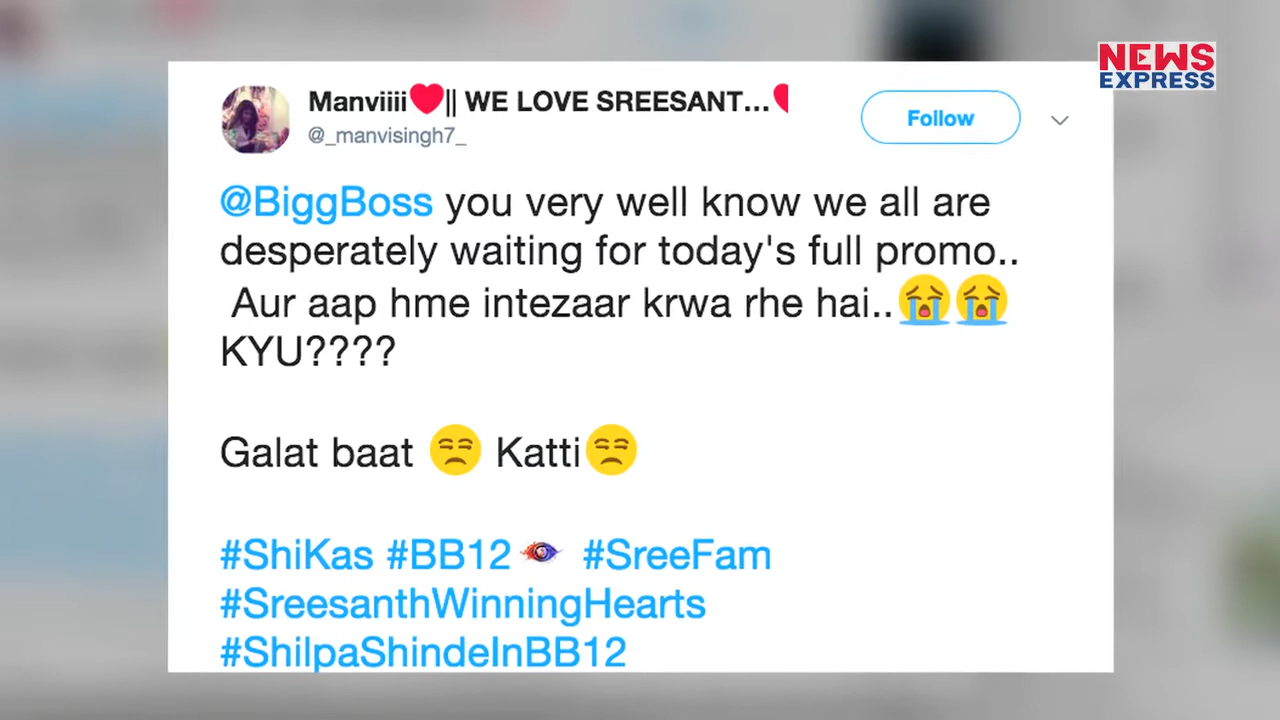 NEWS
EXPRESS
Manviiii❤️|| WE LOVE SREESANT...
@_manvisingh7_
Follow
@BiggBoss you very well know we all are
desperately waiting for today's full promo..
Aur aap hme intezaar krwa rhe hai..😭😭
KYU????
Galat baat 😒 Katti😒
#ShiKas #BB12 #SreeFam
#SreesanthWinningHearts
#ShilpaShindeInBB12